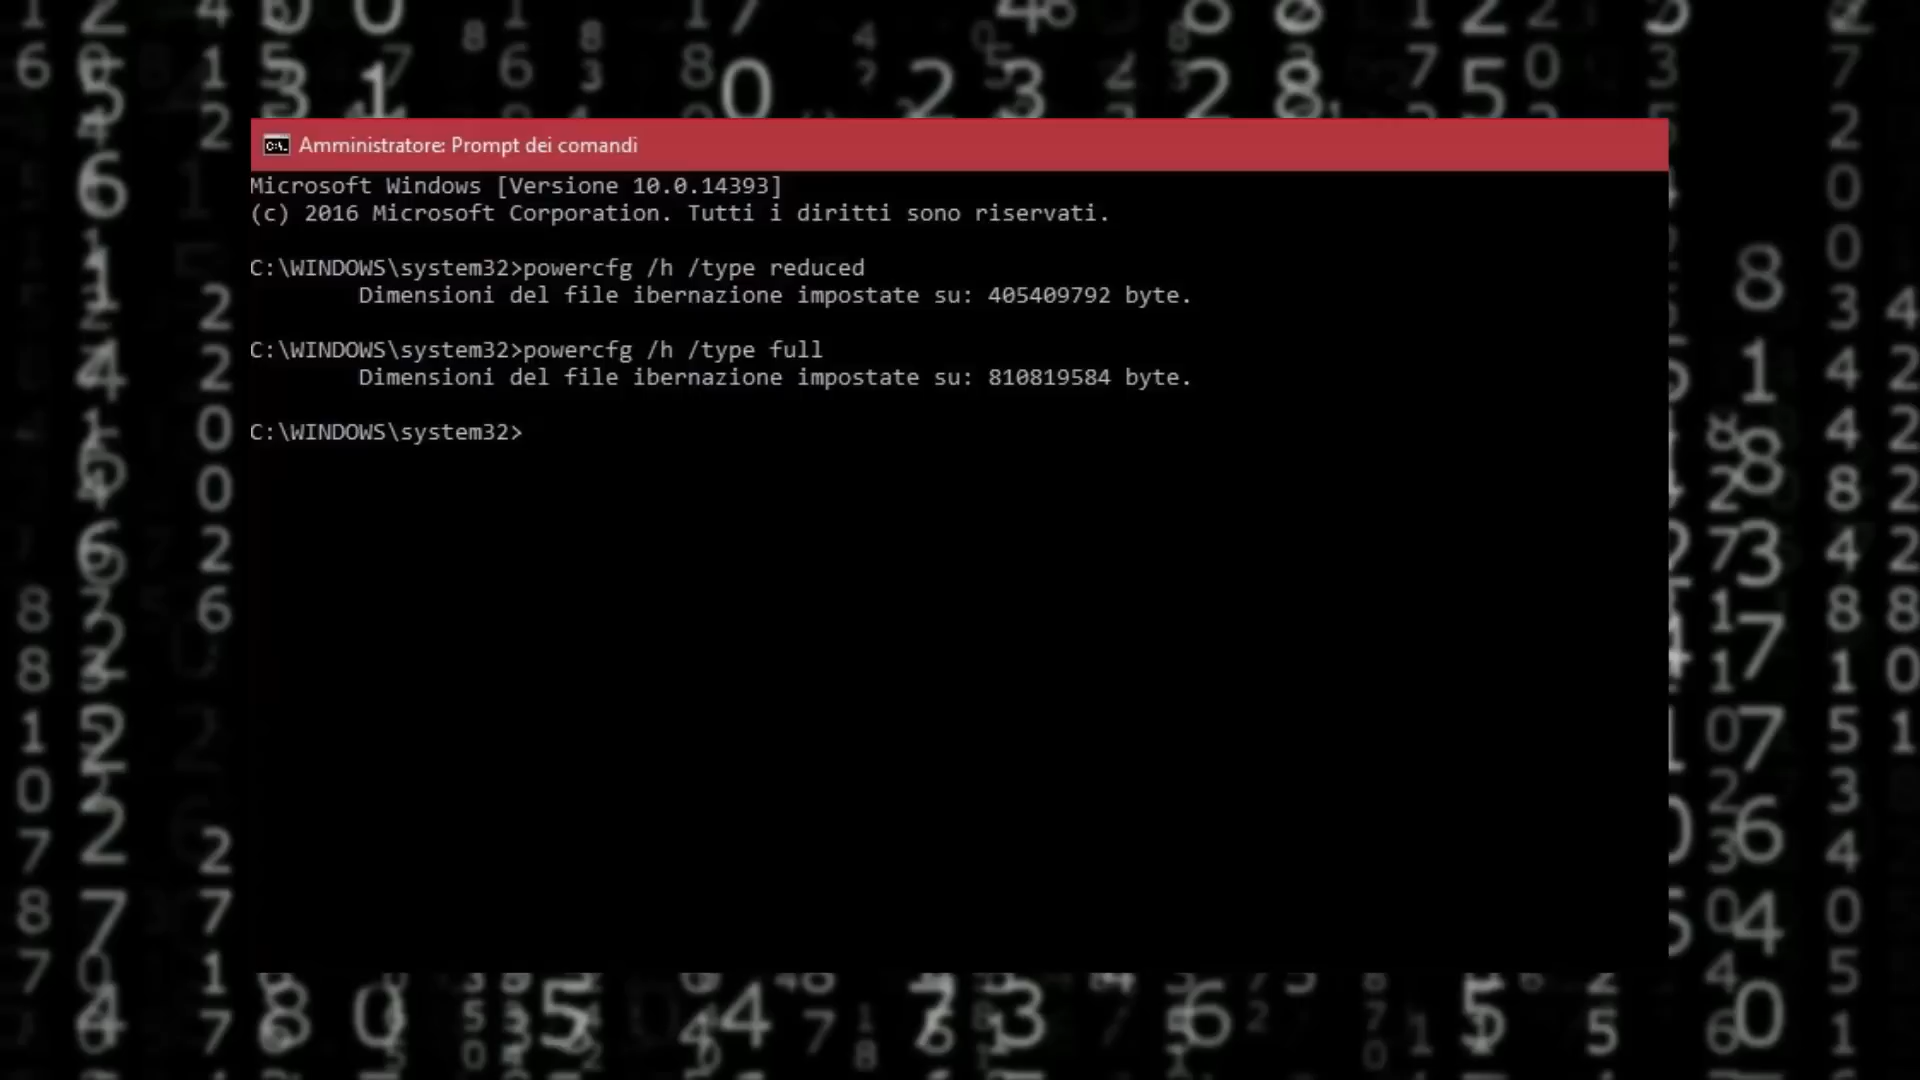 Amministratore: Prompt dei comandi
Microsoft Windows [Versione 10.0.14393]
(c) 2016 Microsoft Corporation. Tutti i diritti sono riservati.
C:\WINDOWS\system32>powercfg /h /type reduced
Dimensioni del file ibernazione impostate su: 405409792 byte.
C:\WINDOWS\system32>powercfg /h /type full
Dimensioni del file ibernazione impostate su: 810819584 byte.
C:\WINDOWS\system32>